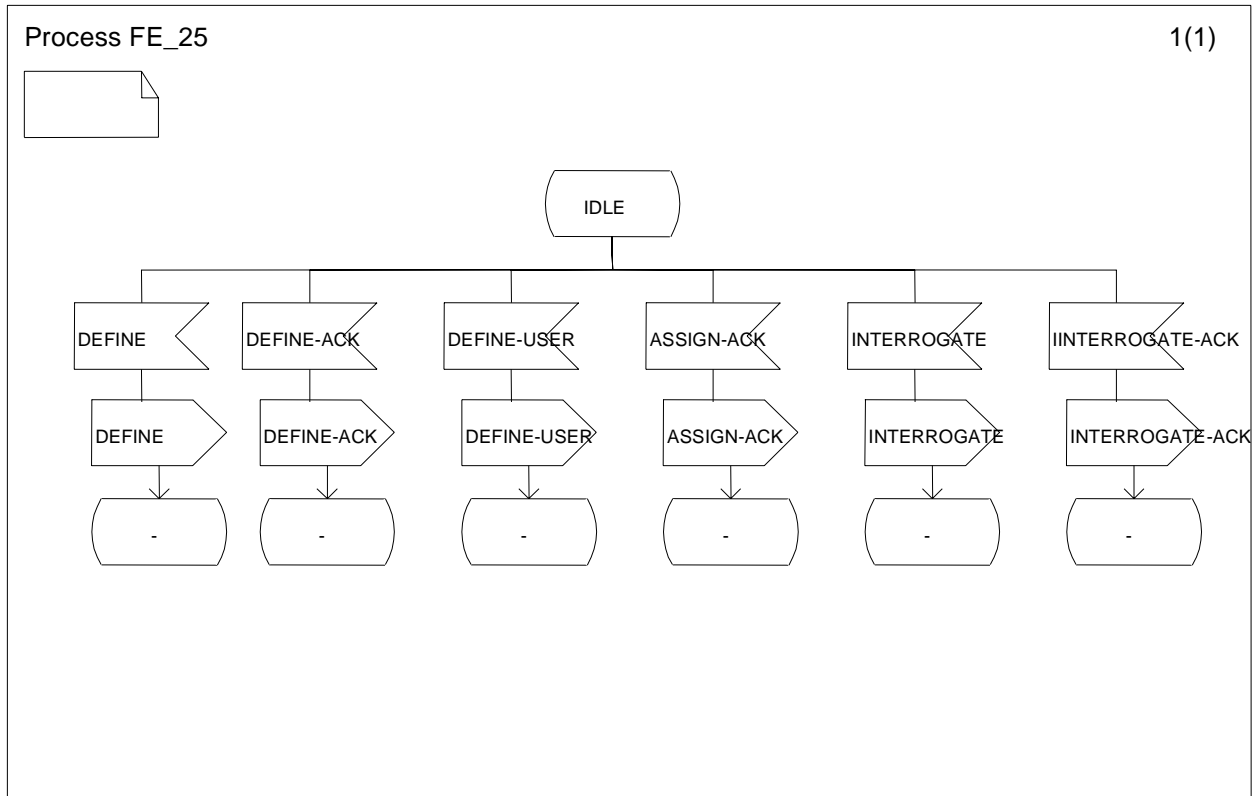 Process FE_25
1(1)
IDLE
DEFINE
DEFINE-ACK
DEFINE-USER
ASSIGN-ACK
INTERROGATE
IINTERROGATE-ACK
DEFINE
DEFINE-ACK
DEFINE-USER
ASSIGN-ACK
INTERROGATE
INTERROGATE-ACK
-
-
-
-
-
-